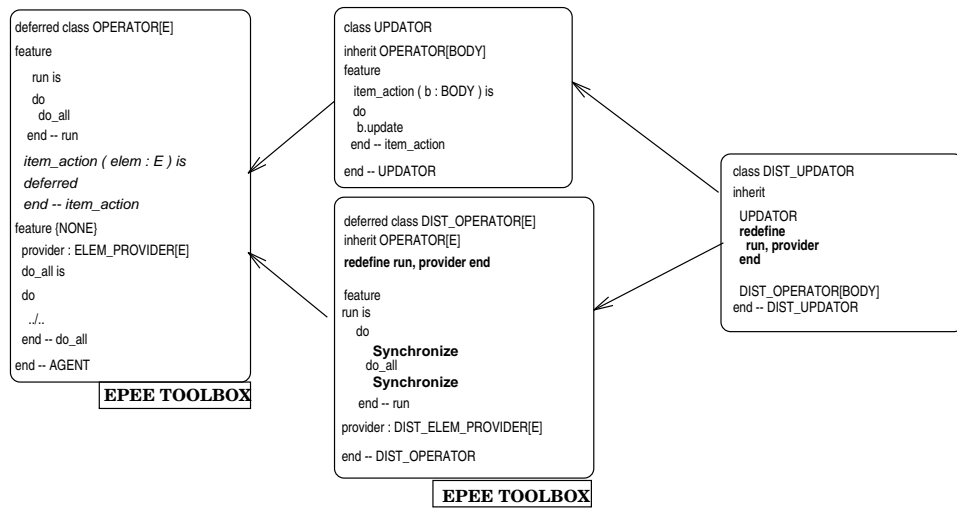 deferred class OPERATOR[E]
feature
run is
do
do_all
end -- run
item_action ( elem : E ) is
deferred
end -- item_action
feature {NONE}
provider : ELEM_PROVIDER[E]
do_all is
do
../..
end -- do_all
end -- AGENT
EPEE TOOLBOX
class UPDATOR
inherit OPERATOR[BODY]
feature
item_action ( b : BODY ) is
do
b.update
end -- item_action
end -- UPDATOR
deferred class DIST_OPERATOR[E]
inherit OPERATOR[E]
redefine run, provider end
feature
run is
do
Synchronize
do_all
Synchronize
end -- run
provider : DIST_ELEM_PROVIDER[E]
end -- DIST_OPERATOR
EPEE TOOLBOX
class DIST_UPDATOR
inherit
UPDATOR
redefine
run, provider
end
DIST_OPERATOR[BODY]
end -- DIST_UPDATOR